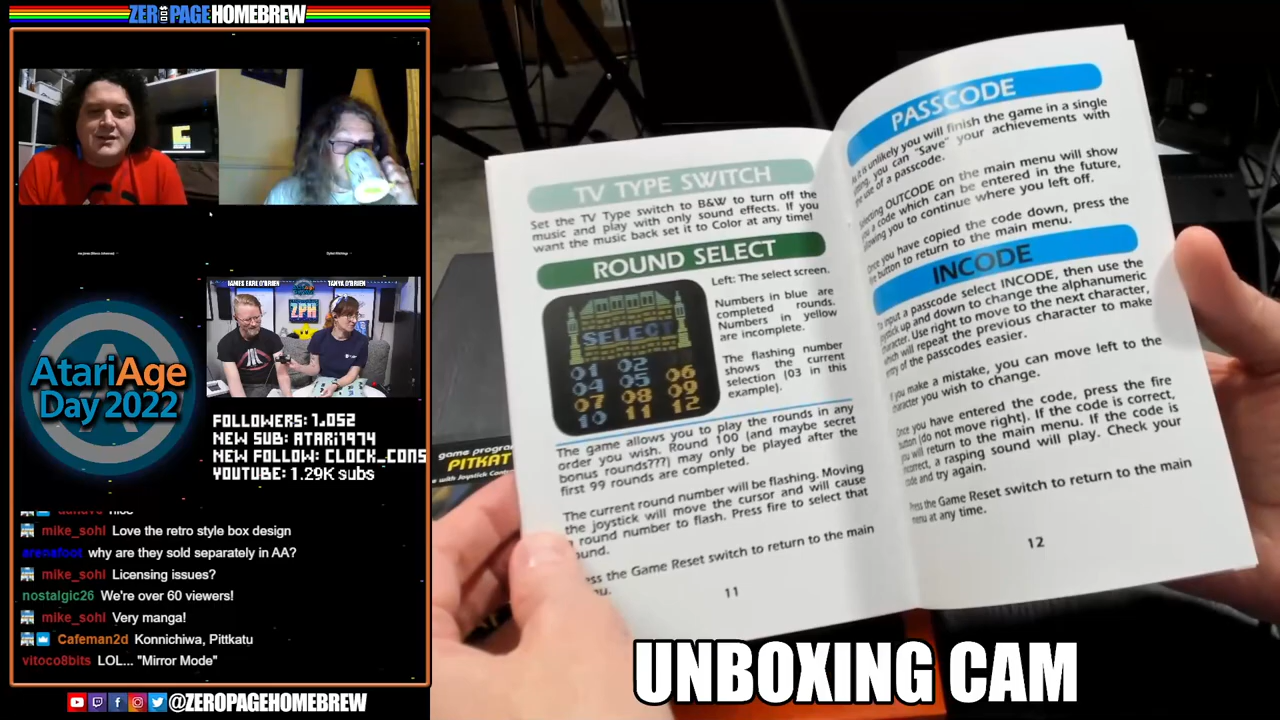 ZEROPAGEHOMEBREW
JAMES EARL O'BRIEN
TANYA O'BRIEN
ZPH
AtariAge
Day 2022
FOLLOWERS: 1,052
NEW SUB: ATARI1974
NEW FOLLOW: CLOCK_CONS
YOUTUBE: 1.29K subs
mike_sohl Love the retro style box design
arenafoot why are they sold separately in AA?
mike_sohl Licensing issues?
nostalgic26 We're over 60 viewers!
mike_sohl Very manga!
Cafeman2d Konnichiwa, Pittkatu
vitoco8bits LOL... "Mirror Mode"
@ZEROPAGEHOMEBREW
game program
PITKAT
TV TYPE SWITCH
Set the TV Type switch to B&W to turn off the
music and play with only sound effects. If you
want the music back set it to Color at any time!
ROUND SELECT
Left: The select screen.
Numbers in blue are
completed rounds.
Numbers in yellow
are incomplete.
The flashing number
shows the current
selection (03 in this
example).
SELECT
01 02
04 05 06
07 08 09
10 11 12
The game allows you to play the rounds in any
order you wish. Round 100 (and maybe secret
bonus rounds???) may only be played after the
first 99 rounds are completed.
The current round number will be flashing. Moving
the joystick will move the cursor and will cause
a round number to flash. Press fire to select that
round.
Press the Game Reset switch to return to the main
menu.
11
PASSCODE
As it is unlikely you will finish the game in a single
sitting, you can "Save" your achievements with
the use of a passcode.
Selecting OUTCODE on the main menu will show
you a code which can be entered in the future,
allowing you to continue where you left off.
Once you have copied the code down, press the
fire button to return to the main menu.
INCODE
To input a passcode select INCODE, then use the
joystick up and down to change the alphanumeric
character. Use right to move to the next character,
which will repeat the previous character to make
entry of the passcodes easier.
If you make a mistake, you can move left to the
character you wish to change.
Once you have entered the code, press the fire
button (do not move right). If the code is correct,
you will return to the main menu. If the code is
incorrect, a rasping sound will play. Check your
code and try again.
Press the Game Reset switch to return to the main
menu at any time.
12
UNBOXING CAM